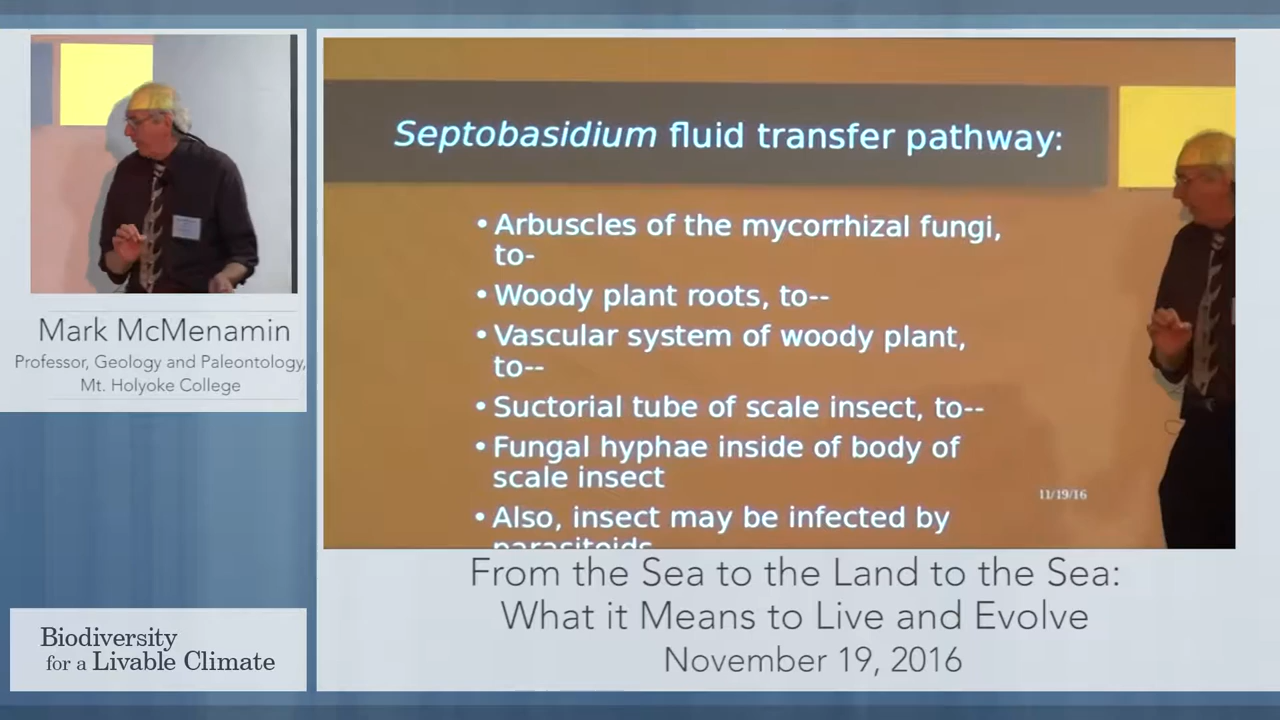 Septobasidium fluid transfer pathway:
• Arbuscles of the mycorrhizal fungi,
to-
• Woody plant roots, to--
• Vascular system of woody plant,
to--
• Suctorial tube of scale insect, to--
• Fungal hyphae inside of body of
scale insect
• Also, insect may be infected by
parasitoids
11/19/16
Mark McMenamin
Professor, Geology and Paleontology,
Mt. Holyoke College
From the Sea to the Land to the Sea:
What it Means to Live and Evolve
November 19, 2016
Biodiversity
for a Livable Climate